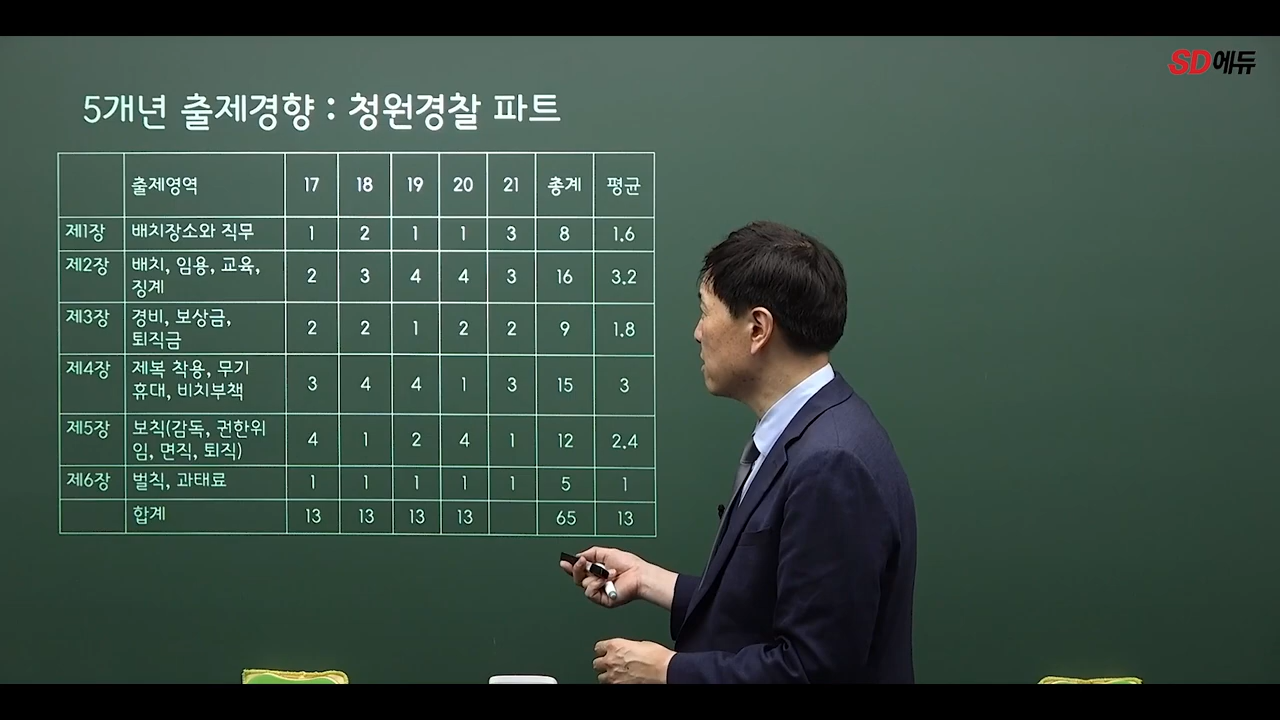 SD에듀
5개년 출제경향 : 청원경찰 파트
출제영역 17 18 19 20 21 총계 평균
제1장 배치장소와 직무 1 2 1 1 3 8 1.6
제2장 배치, 임용, 교육, 2 3 4 4 3 16 3.2
징계
제3장 경비, 보상금, 2 2 1 2 2 9 1.8
퇴직금
제4장 제복 착용, 무기 3 4 4 1 3 15 3
휴대, 비치부책
제5장 보칙(감독, 권한위 4 1 2 4 1 12 2.4
임, 면직, 퇴직)
제6장 벌칙, 과태료 1 1 1 1 1 5 1
합계 13 13 13 13 65 13